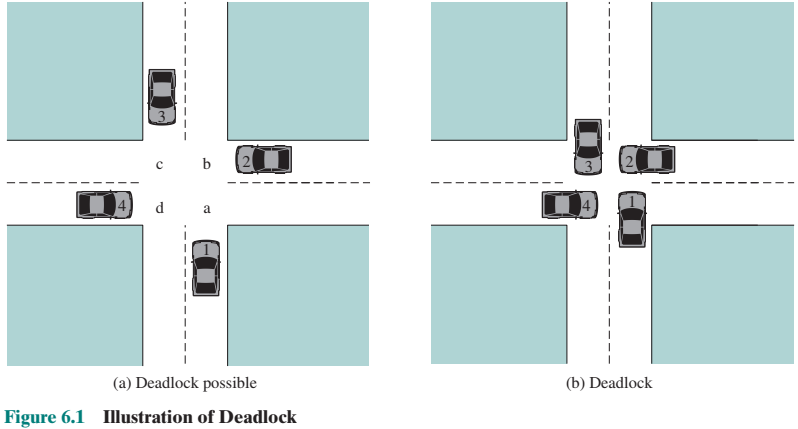 3
c b 2
4 d a
1
(a) Deadlock possible
3 2
4 1
(b) Deadlock
Figure 6.1 Illustration of Deadlock